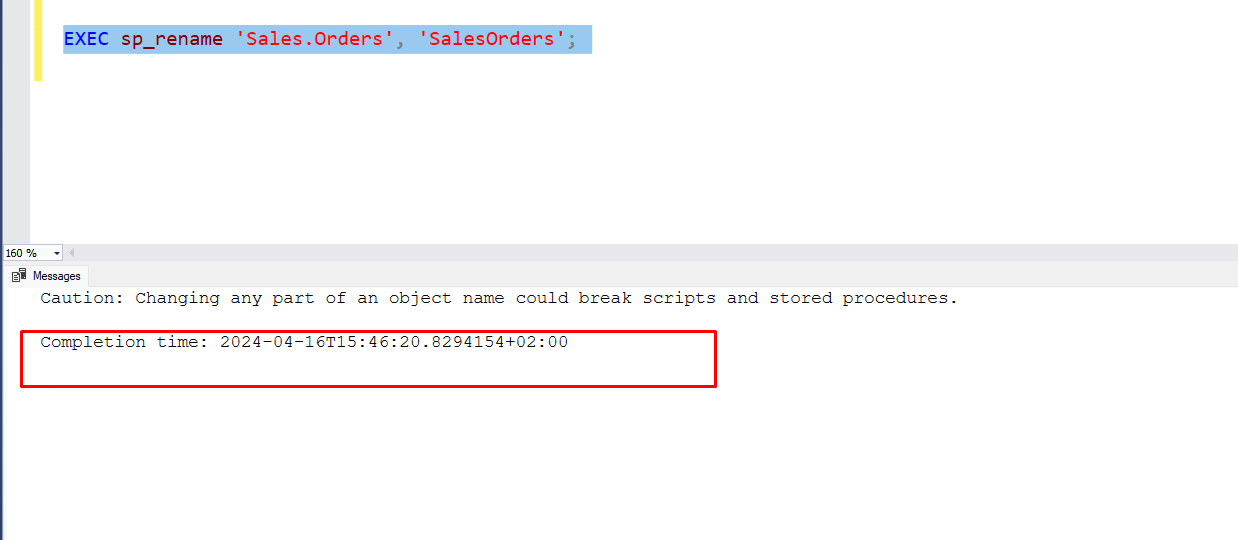 EXEC sp_rename 'Sales.Orders', 'SalesOrders';
160 %
Messages
Caution: Changing any part of an object name could break scripts and stored procedures.
Completion time: 2024-04-16T15:46:20.8294154+02:00